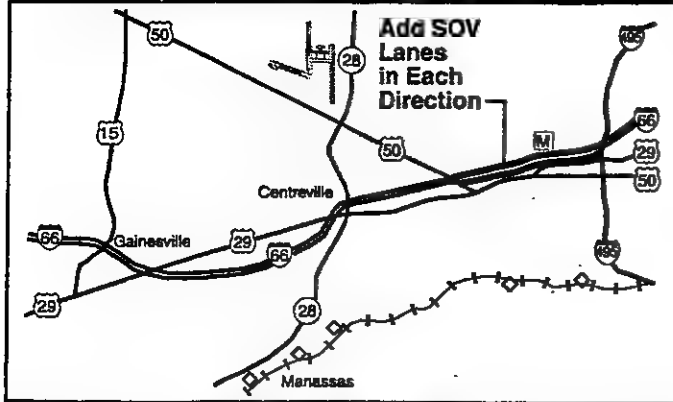 50
28
Add SOV
Lanes
in Each
Direction
495
66
15
50
M
29
50
Centreville
66
Gainesville
29
66
495
29
28
Manassas